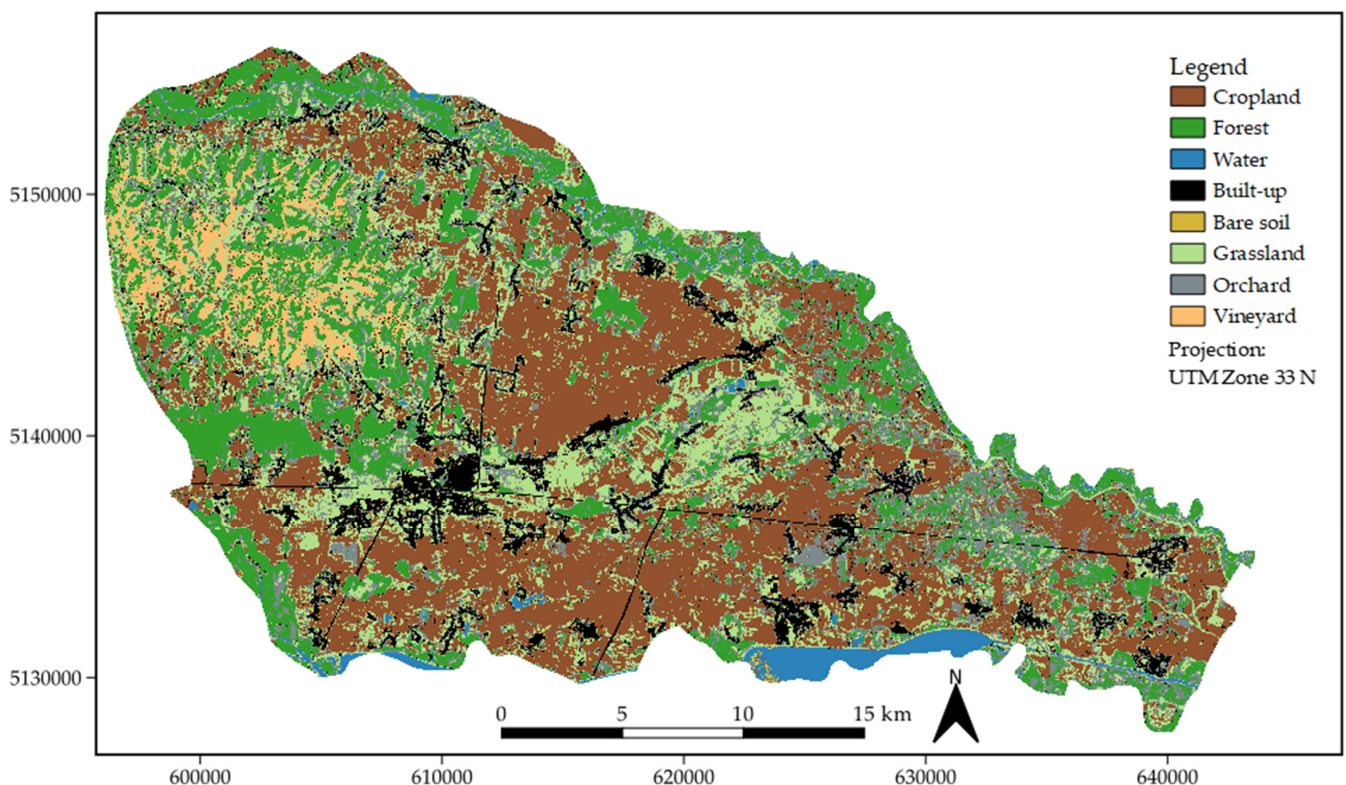 Legend
Cropland
Forest
Water
Built-up
Bare soil
Grassland
Orchard
Vineyard
Projection:
UTM Zone 33 N
5150000
5140000
5130000
N
0 5 10 15 km
600000 610000 620000 630000 640000